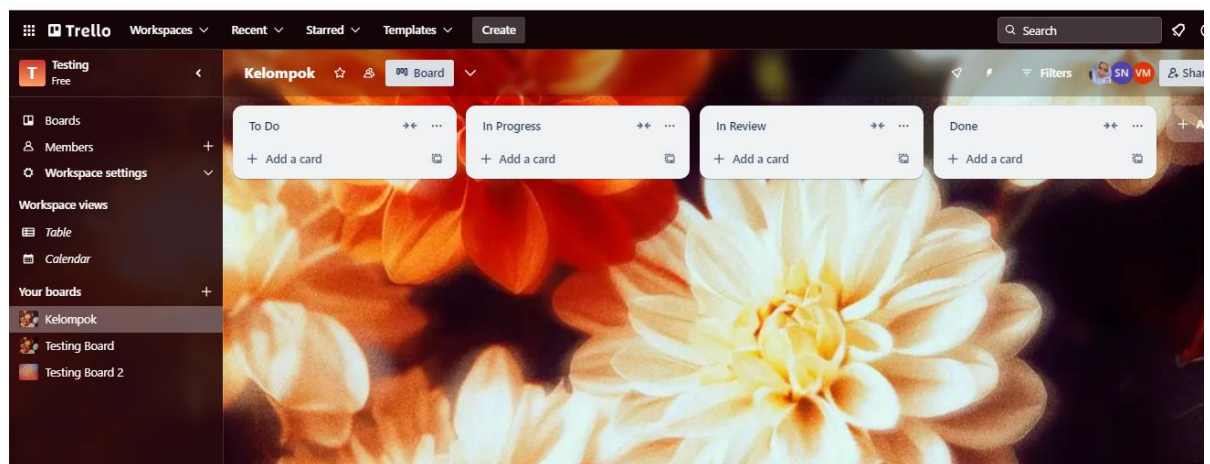 Trello Workspaces Recent Starred Templates Create Search
T Testing
Free
Kelompok Board Filters SN VM Shar
Boards
Members
Workspace settings
Workspace views
Table
Calendar
Your boards
Kelompok
Testing Board
Testing Board 2
To Do
Add a card
In Progress
Add a card
In Review
Add a card
Done
Add a card